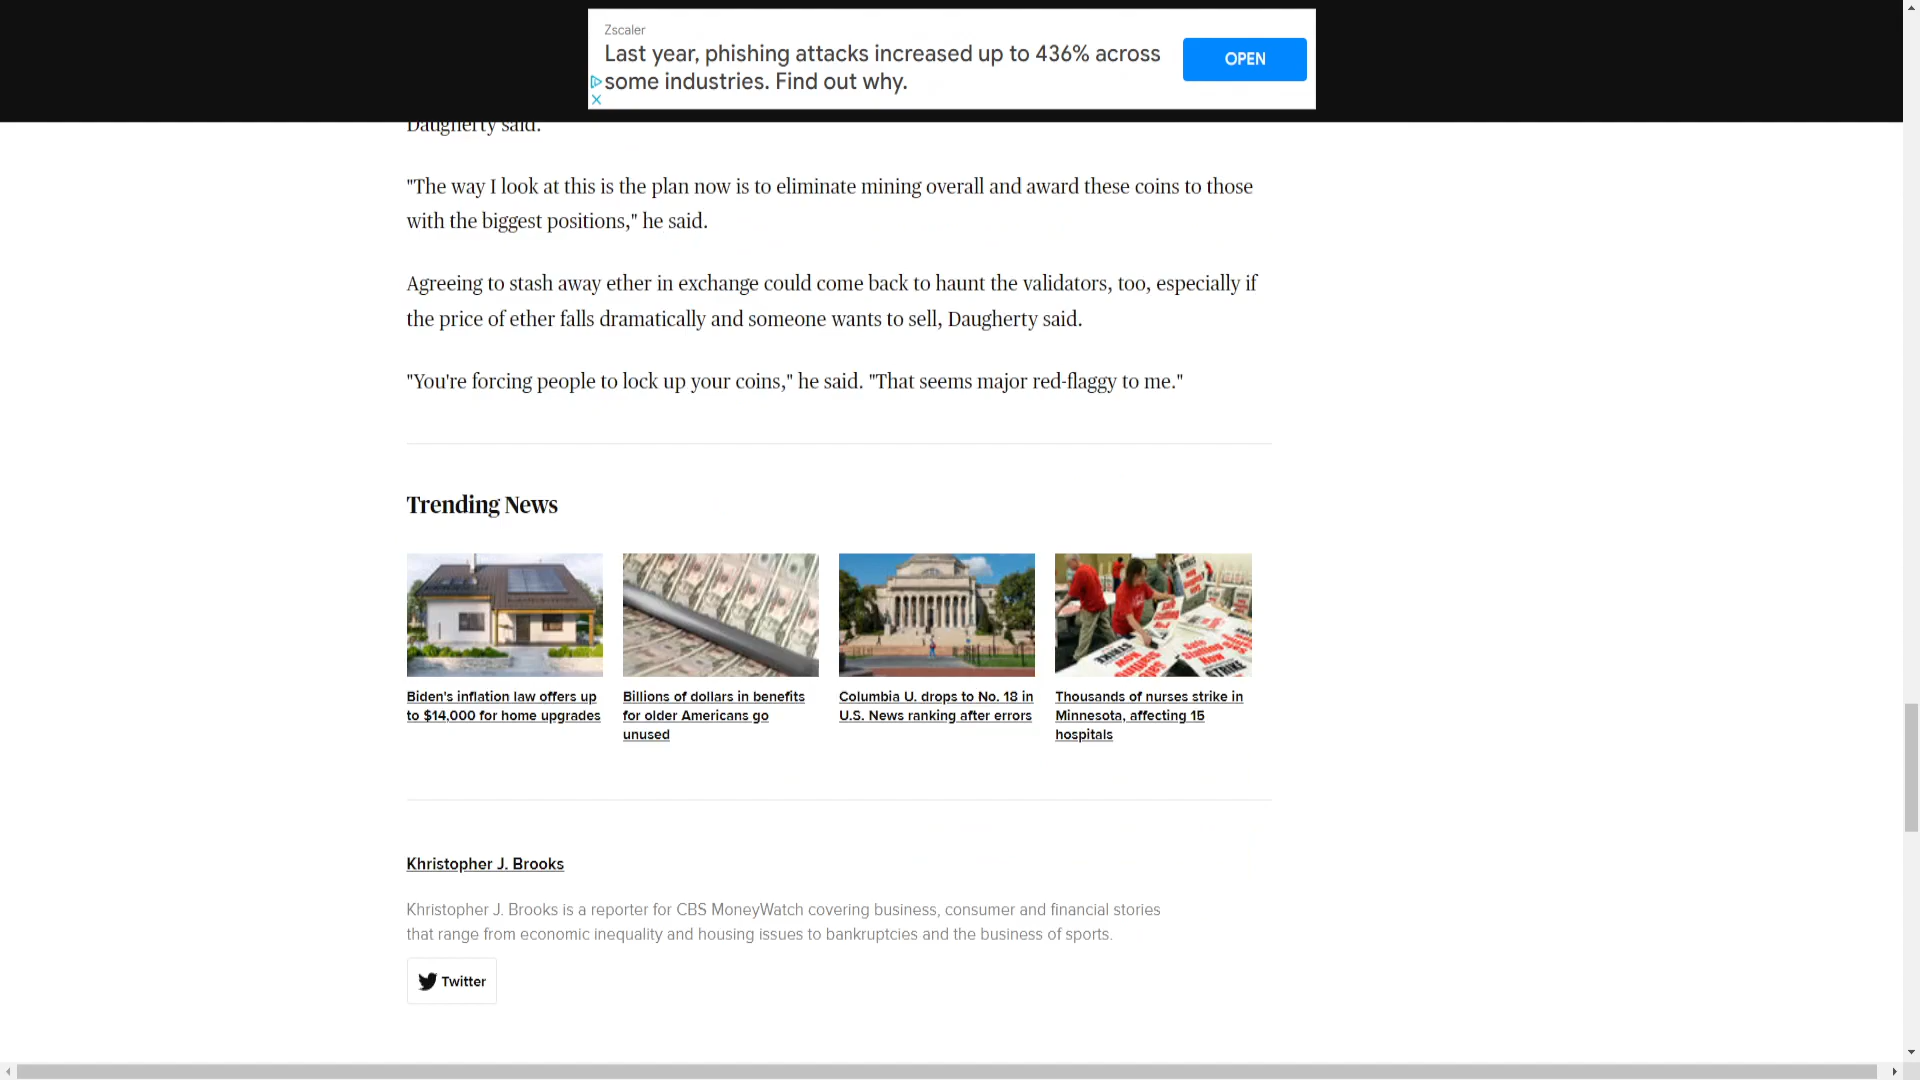 Zscaler
Last year, phishing attacks increased up to 436% across
some industries. Find out why.
OPEN
Daugherty said.
"The way I look at this is the plan now is to eliminate mining overall and award these coins to those
with the biggest positions," he said.
Agreeing to stash away ether in exchange could come back to haunt the validators, too, especially if
the price of ether falls dramatically and someone wants to sell, Daugherty said.
"You're forcing people to lock up your coins," he said. "That seems major red-flaggy to me."
Trending News
Biden's inflation law offers up
to $14,000 for home upgrades
Billions of dollars in benefits
for older Americans go
unused
Columbia U. drops to No. 18 in
U.S. News ranking after errors
Thousands of nurses strike in
Minnesota, affecting 15
hospitals
Khristopher J. Brooks
Khristopher J. Brooks is a reporter for CBS MoneyWatch covering business, consumer and financial stories
that range from economic inequality and housing issues to bankruptcies and the business of sports.
Twitter